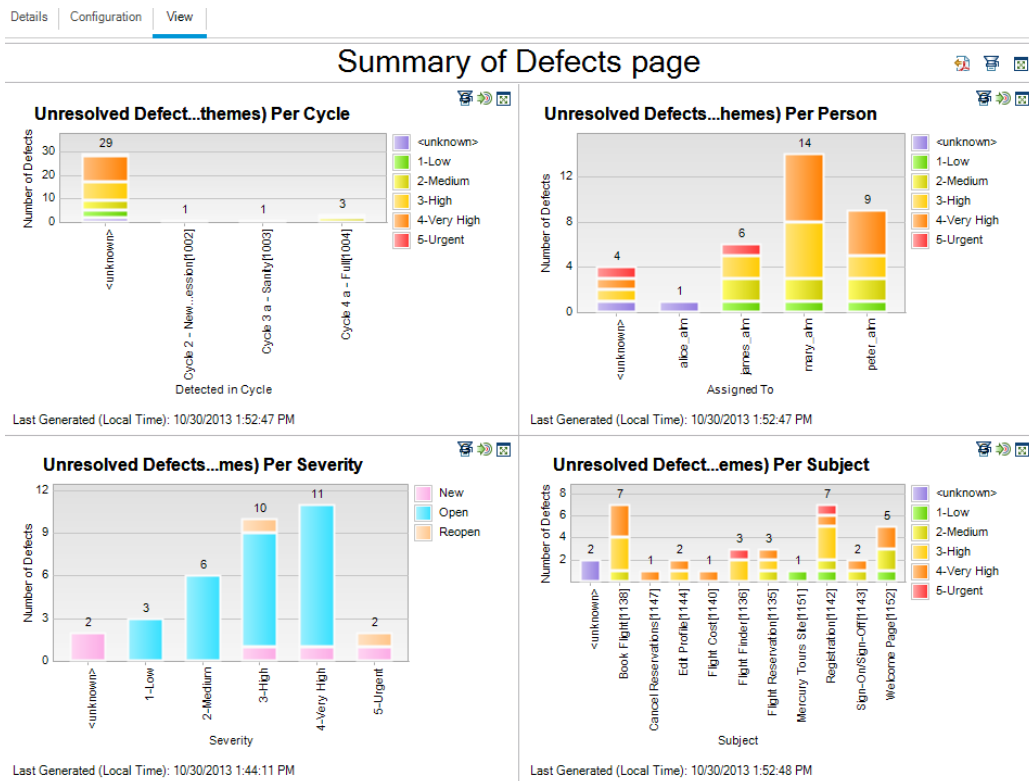 Details Configuration View
Summary of Defects page
Unresolved Defect...themes) Per Cycle
Number of Defects
30
20
10
0
29
1
1
3
<unknown>
Cycle 2 - New...ession[1002]
Cycle 3 a - Sanity[1003]
Cycle 4 a - Full[1004]
Detected in Cycle
<unknown>
1-Low
2-Medium
3-High
4-Very High
5-Urgent
Last Generated (Local Time): 10/30/2013 1:52:47 PM
Unresolved Defects...hemes) Per Person
Number of Defects
12
8
4
0
4
1
6
14
9
<unknown>
alice_alm
james_alm
mary_alm
peter_alm
Assigned To
<unknown>
1-Low
2-Medium
3-High
4-Very High
5-Urgent
Last Generated (Local Time): 10/30/2013 1:52:47 PM
Unresolved Defects...mes) Per Severity
Number of Defects
12
9
6
3
0
2
3
6
10
11
2
<unknown>
1-Low
2-Medium
3-High
4-Very High
5-Urgent
Severity
New
Open
Reopen
Last Generated (Local Time): 10/30/2013 1:44:11 PM
Unresolved Defect...emes) Per Subject
Number of Defects
8
6
4
2
2
7
1
2
1
3
3
1
7
2
5
<unknown>
Book Flight[1138]
Cancel Reservations[1147]
Edit Profile[1144]
Flight Cost[1140]
Flight Finder[1136]
Flight Reservation[1135]
Mercury Tours Site[1151]
Registration[1142]
Sign-On/Sign-Off[1143]
Welcome Page[1152]
Subject
<unknown>
1-Low
2-Medium
3-High
4-Very High
5-Urgent
Last Generated (Local Time): 10/30/2013 1:52:48 PM